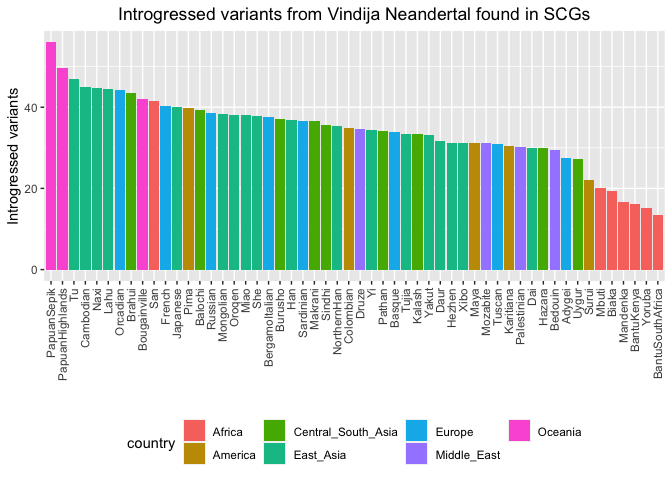 Introgressed variants from Vindija Neandertal found in SCGs
Introgressed variants
40
20
0
PapuanSepik
PapuanHighlands
Tu
Cambodian
Naxi
Lahu
Orcadian
Brahui
Bougainville
San
French
Japanese
Pima
Balochi
Russian
Mongolian
Oroqen
Miao
She
BergamoItalian
Burusho
Han
Sardinian
Makrani
Sindhi
NorthernHan
Colombian
Druze
Yi
Pathan
Basque
Tujia
Kalash
Yakut
Daur
Hezhen
Xibo
Maya
Mozabite
Tuscan
Karitiana
Palestinian
Dai
Hazara
Bedouin
Adygei
Uygur
Surui
Mbuti
Biaka
Mandenka
BantuKenya
Yoruba
BantuSouthAfrica
country
Africa
America
Central_South_Asia
East_Asia
Europe
Middle_East
Oceania